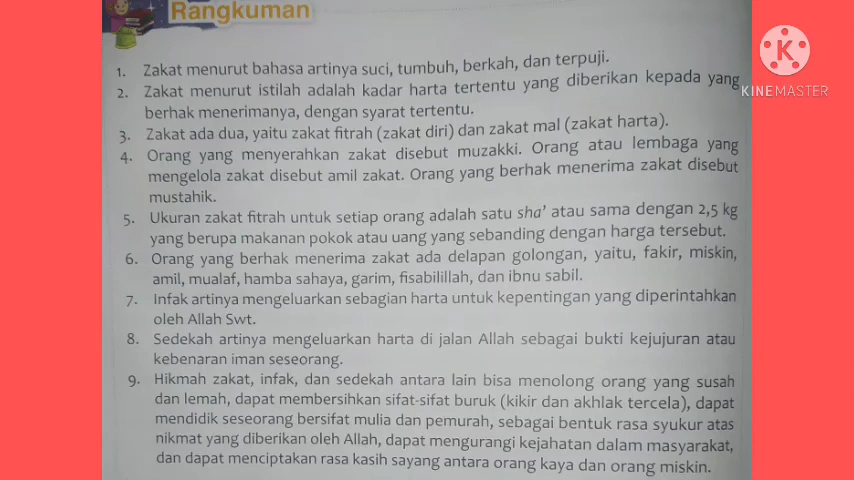 Rangkuman
1. Zakat menurut bahasa artinya suci, tumbuh, berkah, dan terpuji.
2. Zakat menurut istilah adalah kadar harta tertentu yang diberikan kepada yang
berhak menerimanya, dengan syarat tertentu.
3. Zakat ada dua, yaitu zakat fitrah (zakat diri) dan zakat mal (zakat harta).
4. Orang yang menyerahkan zakat disebut muzakki. Orang atau lembaga yang
mengelola zakat disebut amil zakat. Orang yang berhak menerima zakat disebut
mustahik.
5. Ukuran zakat fitrah untuk setiap orang adalah satu sha' atau sama dengan 2,5 kg
yang berupa makanan pokok atau uang yang sebanding dengan harga tersebut.
6. Orang yang berhak menerima zakat ada delapan golongan, yaitu, fakir, miskin,
amil, mualaf, hamba sahaya, garim, fisabilillah, dan ibnu sabil.
7. Infak artinya mengeluarkan sebagian harta untuk kepentingan yang diperintahkan
oleh Allah Swt.
8. Sedekah artinya mengeluarkan harta di jalan Allah sebagai bukti kejujuran atau
kebenaran iman seseorang.
9. Hikmah zakat, infak, dan sedekah antara lain bisa menolong orang yang susah
dan lemah, dapat membersihkan sifat-sifat buruk (kikir dan akhlak tercela), dapat
mendidik seseorang bersifat mulia dan pemurah, sebagai bentuk rasa syukur atas
nikmat yang diberikan oleh Allah, dapat mengurangi kejahatan dalam masyarakat,
dan dapat menciptakan rasa kasih sayang antara orang kaya dan orang miskin.
K
KINEMASTER